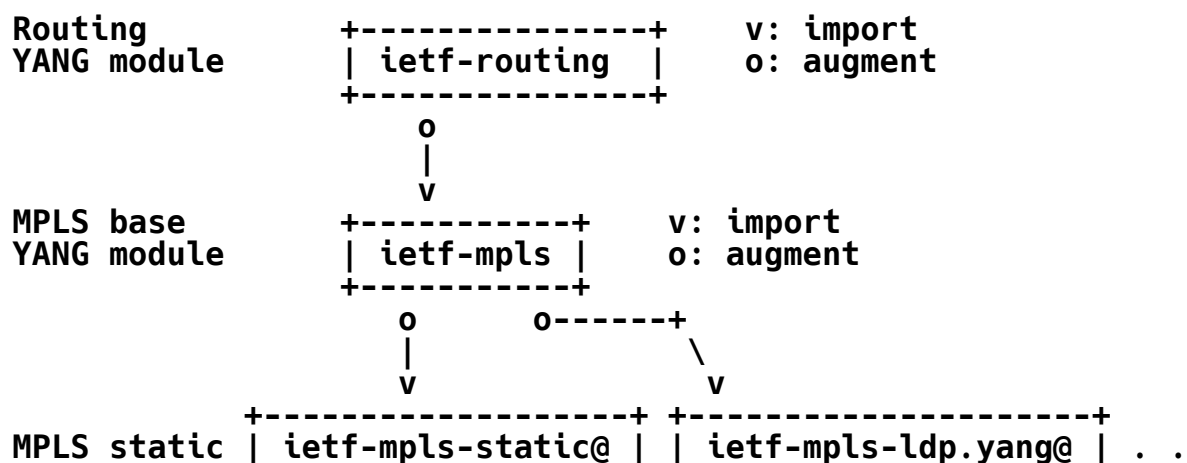 Routing              +---------------+     v: import
YANG module          | ietf-routing  |     o: augment
                     +---------------+
                          o
                          |
                          v
MPLS base            +-----------+     v: import
YANG module          | ietf-mpls |     o: augment
                     +-----------+
                        o       o------+
                        |               \
                        v                v
               +-------------------+ +---------------------+
MPLS static | ietf-mpls-static@ | | ietf-mpls-ldp.yang@ | . .